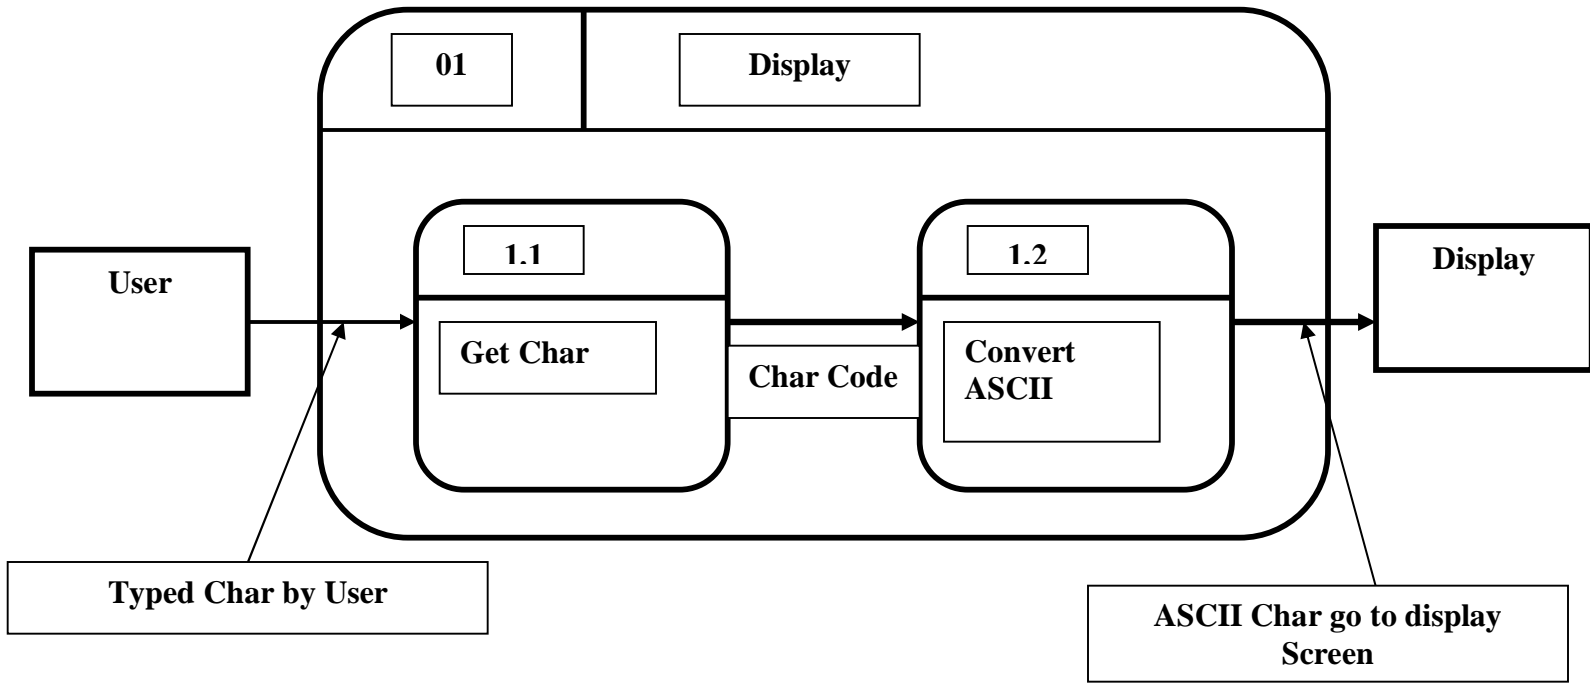 01
Display
User
1.1
1.2
Display
Get Char
Char Code
Convert
ASCII
Typed Char by User
ASCII Char go to display
Screen